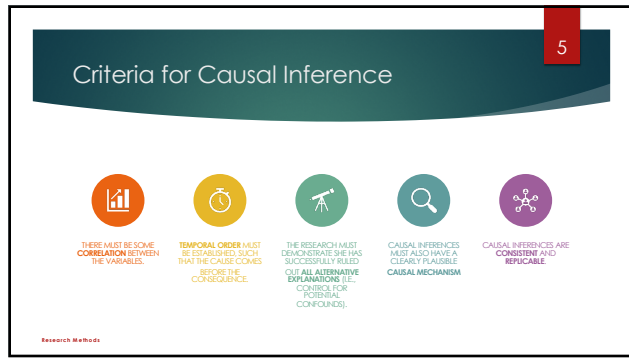 5
Criteria for Causal Inference
THERE MUST BE SOME
CORRELATION BETWEEN
THE VARIABLES.
TEMPORAL ORDER MUST
BE ESTABLISHED, SUCH
THAT THE CAUSE COMES
BEFORE THE
CONSEQUENCE.
THE RESEARCH MUST
DEMONSTRATE SHE HAS
SUCCESSFULLY RULED
OUT ALL ALTERNATIVE
EXPLANATIONS (I.E.,
CONTROL FOR
POTENTIAL
CONFOUNDS).
CAUSAL INFERENCES
MUST ALSO HAVE A
CLEARLY PLAUSIBLE
CAUSAL MECHANISM
CAUSAL INFERENCES ARE
CONSISTENT AND
REPLICABLE.
Research Methods